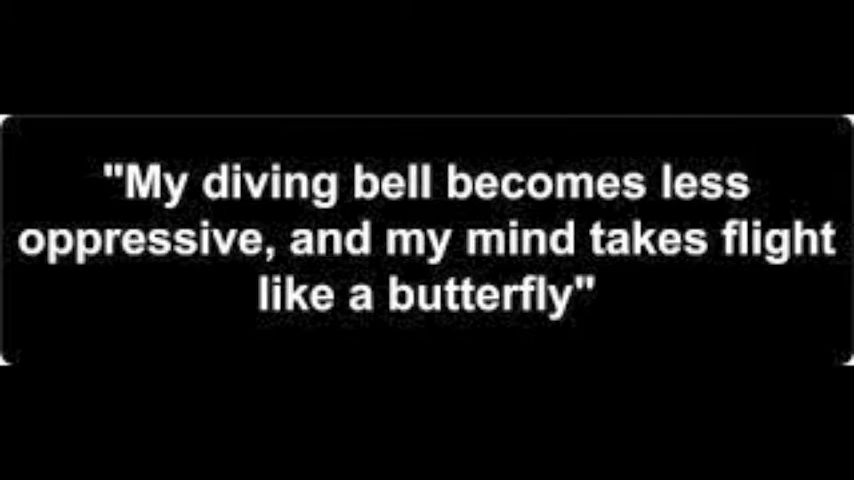 "My diving bell becomes less
oppressive, and my mind takes flight
like a butterfly"